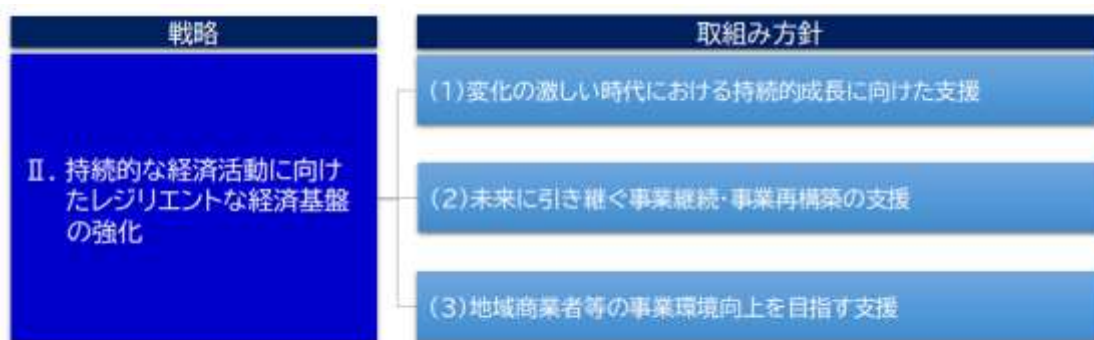 戦略
取組み方針
Ⅱ. 持続的な経済活動に向け
たレジリエントな経済基盤
の強化
(1)変化の激しい時代における持続的成長に向けた支援
(2)未来に引き継ぐ事業継続・事業再構築の支援
(3)地域商業者等の事業環境向上を目指す支援